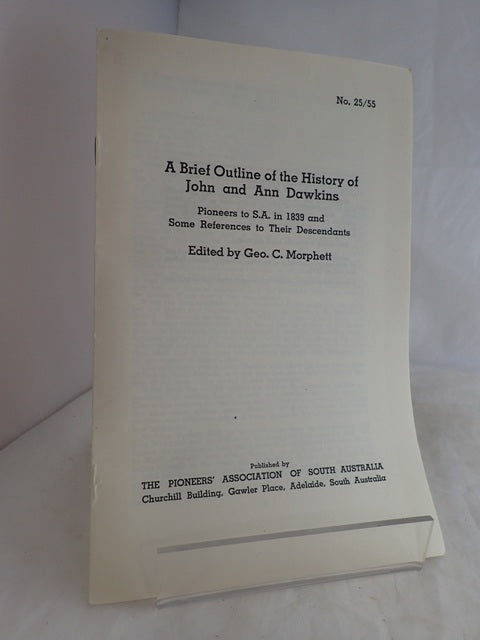 No. 25/55
A Brief Outline of the History of
John and Ann Dawkins
Pioneers to S.A. in 1839 and
Some References to Their Descendants
Edited by Geo. C. Morphett
Published by
THE PIONEERS' ASSOCIATION OF SOUTH AUSTRALIA
Churchill Building, Gawler Place, Adelaide, South Australia